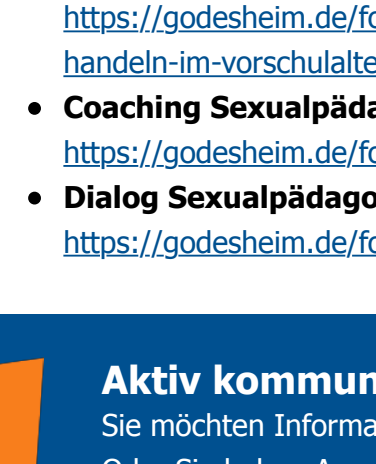 https://godesheim.de/fo
handeln-im-vorschulalte
• Coaching Sexualpäda
https://godesheim.de/fo
• Dialog Sexualpädago
https://godesheim.de/fo
Aktiv kommun
Sie möchten Informa